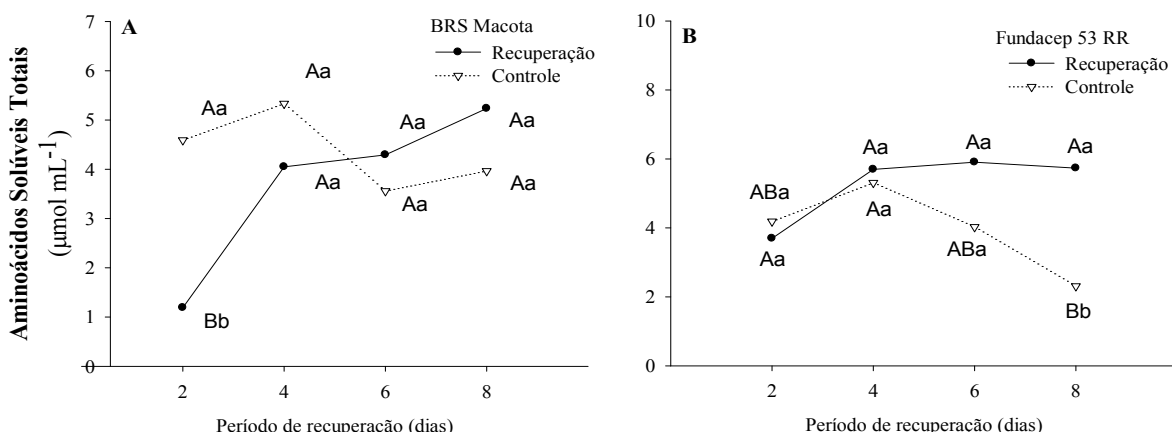 Aminoácidos Solúveis Totais
(µmol mL-1)
A
BRS Macota
Recuperação
Controle
7
6
5
4
3
2
1
0
Aa
Aa
Aa
Aa
Aa
Aa
Aa
Bb
2 4 6 8
Período de recuperação (dias)
B
Fundacep 53 RR
Recuperação
Controle
10
8
6
4
2
0
ABa
Aa
Aa
Aa
Aa
Aa
ABa
Bb
2 4 6 8
Período de recuperação (dias)